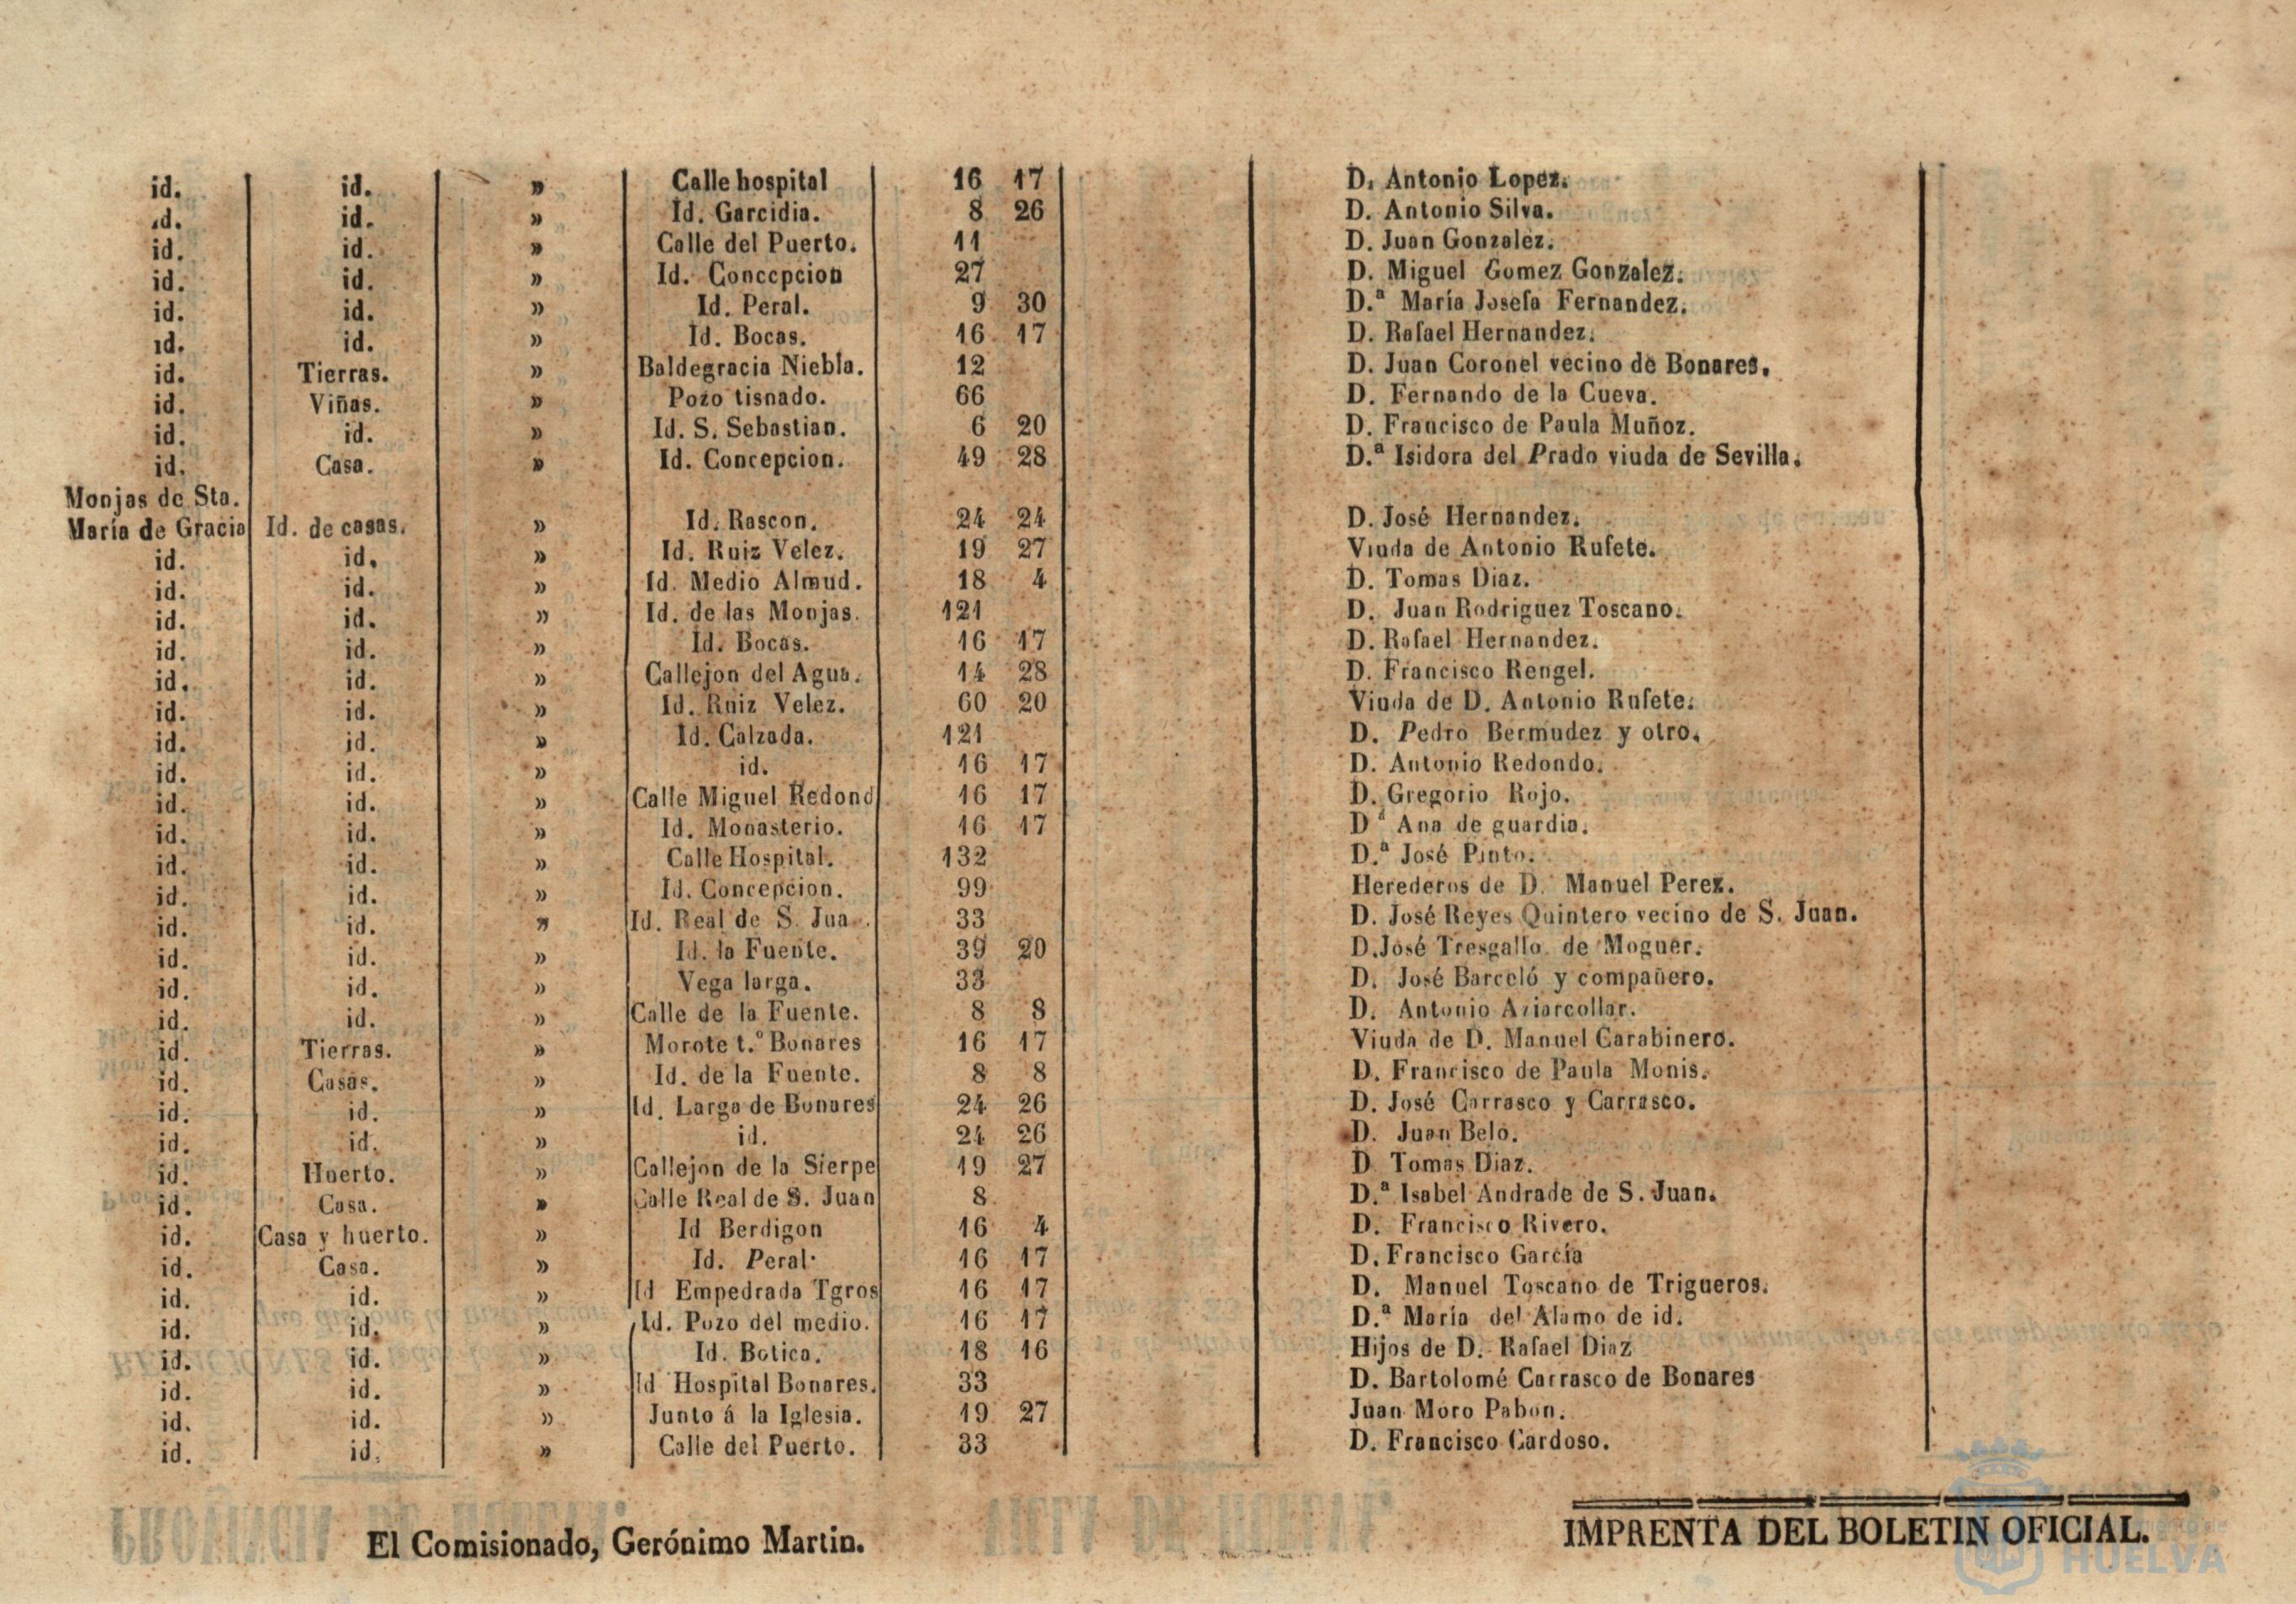 id. id. » Calle hospital 16 17 D. Antonio Lopez.
id. id. » Id. Garcidia. 8 26 D. Antonio Silva.
id. id. » Calle del Puerto. 11 D. Juan Gonzalez.
id. id. » Id. Concepcion 27 D. Miguel Gomez Gonzalez.
id. id. » Id. Peral. 9 30 D.ª María Josefa Fernandez.
id. id. » Id. Bocas. 16 17 D. Rafael Hernandez.
id. Tierras. » Baldegracia Niebla. 12 D. Juan Coronel vecino de Bonares.
id. Viñas. » Pozo tisnado. 66 D. Fernando de la Cueva.
id. id. » Id. S. Sebastian. 6 20 D. Francisco de Paula Muñoz.
id. Casa. » Id. Concepcion. 49 28 D.ª Isidora del Prado viuda de Sevilla.
Monjas de Sta.
María de Gracia Id. de casas. » Id. Rascon. 24 24 D. José Hernandez.
id. id. » Id. Ruiz Velez. 19 27 Viuda de Antonio Rufete.
id. id. » Id. Medio Almud. 18 4 D. Tomas Diaz.
id. id. » Id. de las Monjas. 121 D. Juan Rodriguez Toscano.
id. id. » Id. Bocas. 16 17 D. Rafael Hernandez.
id. id. » Callejon del Agua. 14 28 D. Francisco Rengel.
id. id. » Id. Ruiz Velez. 60 20 Viuda de D. Antonio Rufete.
id. id. » Id. Calzada. 121 D. Pedro Bermudez y otro.
id. id. » id. 16 17 D. Antonio Redondo.
id. id. » Calle Miguel Redond 16 17 D. Gregorio Rojo.
id. id. » Id. Monasterio. 16 17 Dª Ana de guardia.
id. id. » Calle Hospital. 132 D.ª José Pinto.
id. id. » Id. Concepcion. 99 Herederos de D. Manuel Perez.
id. id. » Id. Real de S. Jua . 33 D. José Reyes Quintero vecino de S. Juan.
id. id. » Id. la Fuente. 39 20 D.José Tresgallo de Moguer.
id. id. » Vega larga. 33 D. José Barceló y compañero.
id. id. » Calle de la Fuente. 8 8 D. Antonio Aziarcollar.
id. Tierras. » Morote t.º Bonares 16 17 Viuda de D. Manuel Carabinero.
id. Casas. » Id. de la Fuente. 8 8 D. Francisco de Paula Monis.
id. id. » Id. Larga de Bonares 24 26 D. José Carrasco y Carrasco.
id. id. » id. 24 26 D. Juan Belo.
id. Huerto. » Callejon de la Sierpe 19 27 D. Tomas Diaz.
id. Casa. » Calle Real de S. Juan 8 D.ª Isabel Andrade de S. Juan.
id. Casa y huerto. » Id Berdigon 16 4 D. Francisco Rivero.
id. Casa. » Id. Peral. 16 17 D. Francisco García
id. id. » Id Empedrada Tgros 16 17 D. Manuel Toscano de Trigueros.
id. id. » Id. Pozo del medio. 16 17 D.ª María del Alamo de id.
id. id. » Id. Botica. 18 16 Hijos de D. Rafael Diaz
id. id. » Id Hospital Bonares. 33 D. Bartolomé Carrasco de Bonares
id. id. » Junto á la Iglesia. 19 27 Juan Moro Pabon.
id. id. » Calle del Puerto. 33 D. Francisco Cardoso.
El Comisionado, Gerónimo Martin.
IMPRENTA DEL BOLETIN OFICIAL.
HUELVA